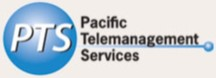 PTS
Pacific
Telemanagement
Services